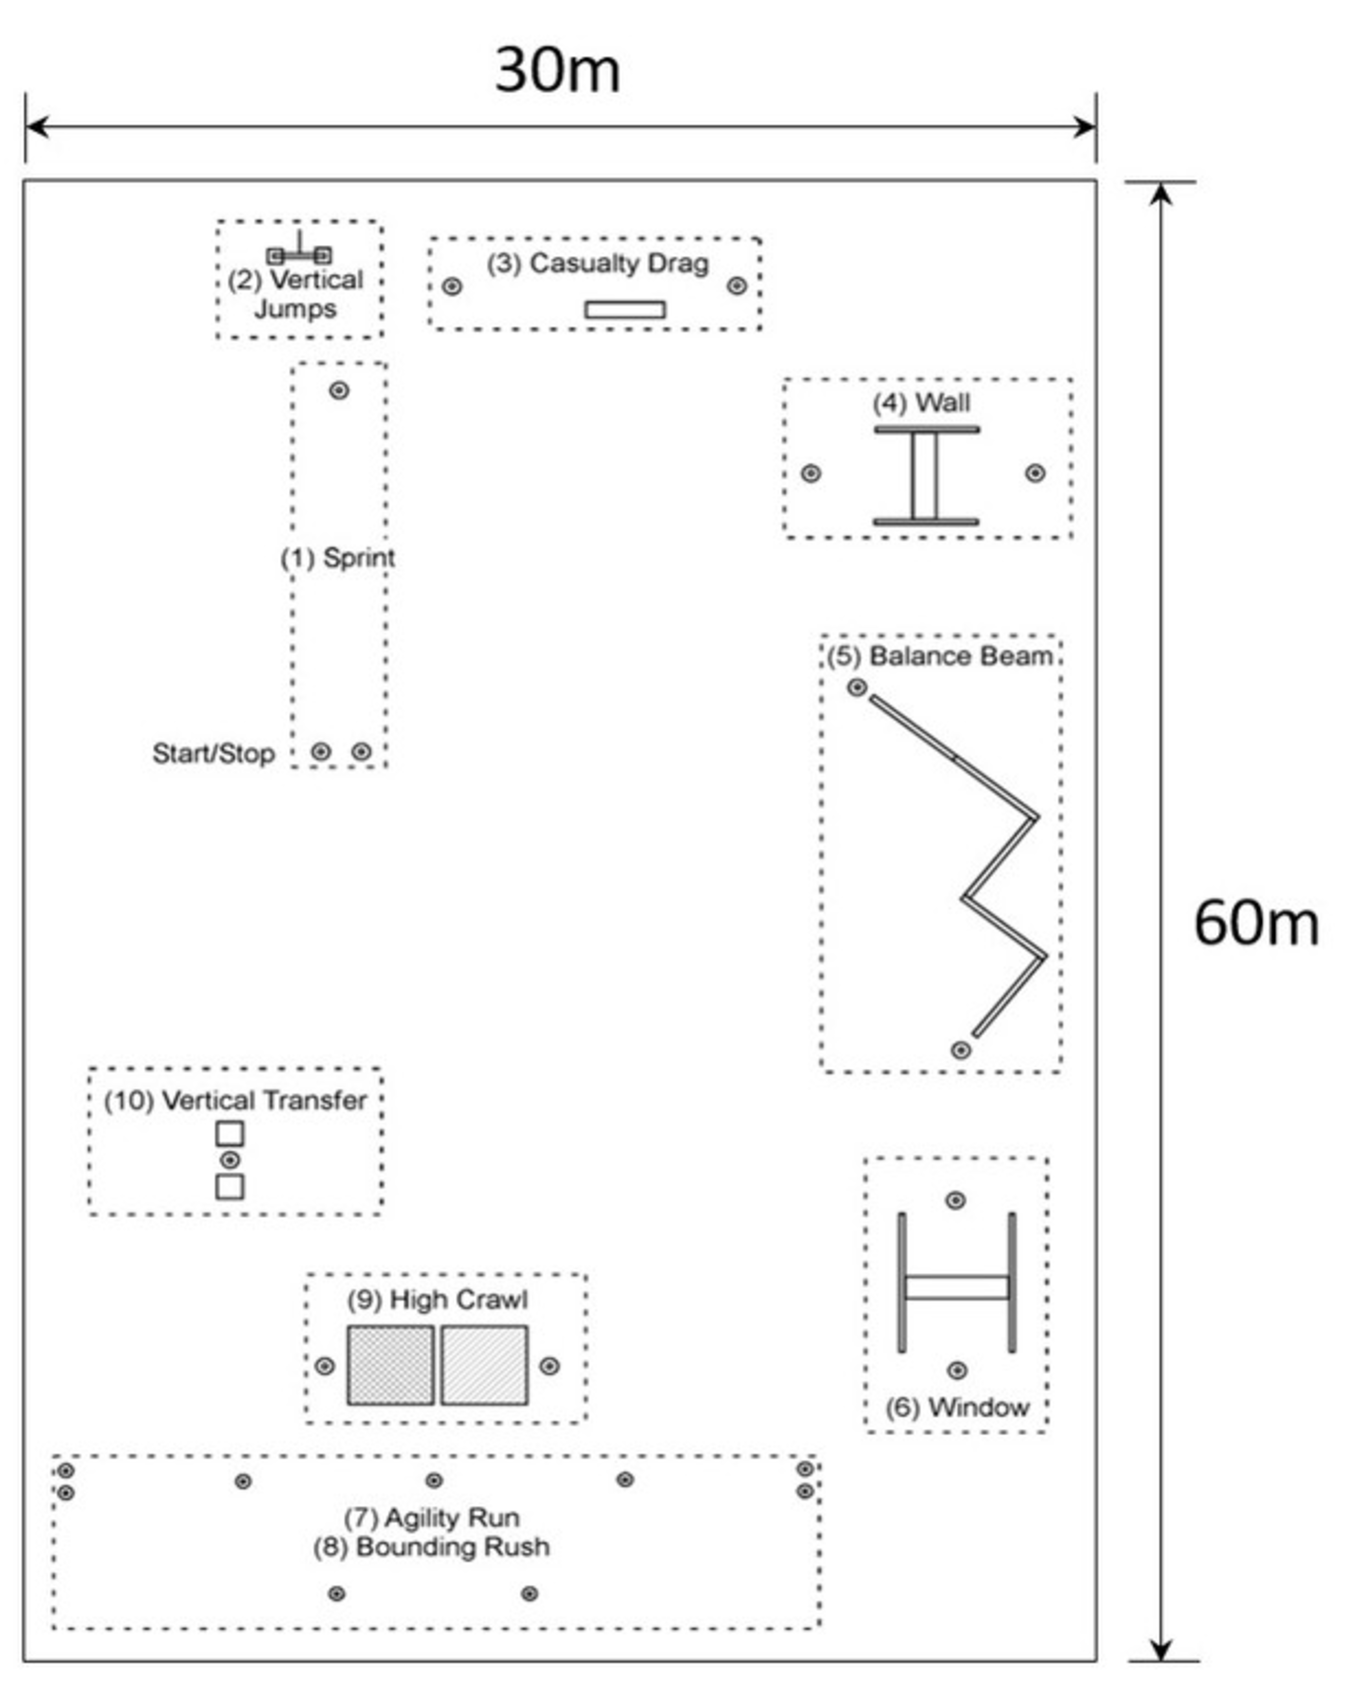 30m
(2) Vertical
Jumps
(3) Casualty Drag
(4) Wall
(1) Sprint
(5) Balance Beam
Start/Stop
60m
(10) Vertical Transfer
(9) High Crawl
(6) Window
(7) Agility Run
(8) Bounding Rush